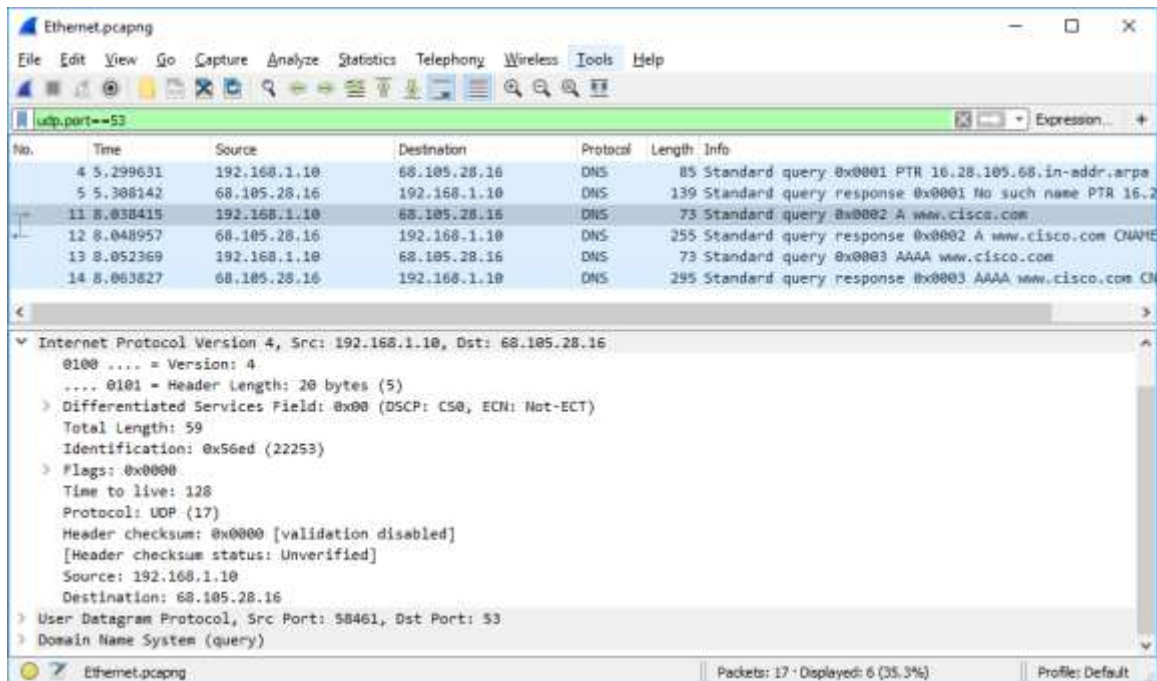 Ethernet.pcapng
File Edit View Go Capture Analyze Statistics Telephony Wireless Tools Help
udp.port==53 Expression... +
No. Time Source Destination Protocol Length Info
4 5.299631 192.168.1.10 68.105.28.16 DNS 85 Standard query 0x0001 PTR 16.28.105.68.in-addr.arpa
5 5.308142 68.105.28.16 192.168.1.10 DNS 139 Standard query response 0x0001 No such name PTR 16.2
11 8.038415 192.168.1.10 68.105.28.16 DNS 73 Standard query 0x0002 A www.cisco.com
12 8.048957 68.105.28.16 192.168.1.10 DNS 255 Standard query response 0x0002 A www.cisco.com CNAME
13 8.052369 192.168.1.10 68.105.28.16 DNS 73 Standard query 0x0003 AAAA www.cisco.com
14 8.063827 68.105.28.16 192.168.1.10 DNS 295 Standard query response 0x0003 AAAA www.cisco.com CN
Internet Protocol Version 4, Src: 192.168.1.10, Dst: 68.105.28.16
0100 .... = Version: 4
.... 0101 = Header Length: 20 bytes (5)
Differentiated Services Field: 0x00 (DSCP: CS0, ECN: Not-ECT)
Total Length: 59
Identification: 0x56ed (22253)
Flags: 0x0000
Time to live: 128
Protocol: UDP (17)
Header checksum: 0x0000 [validation disabled]
[Header checksum status: Unverified]
Source: 192.168.1.10
Destination: 68.105.28.16
User Datagram Protocol, Src Port: 58461, Dst Port: 53
Domain Name System (query)
Ethernet.pcapng Packets: 17 · Displayed: 6 (35.3%) Profile: Default